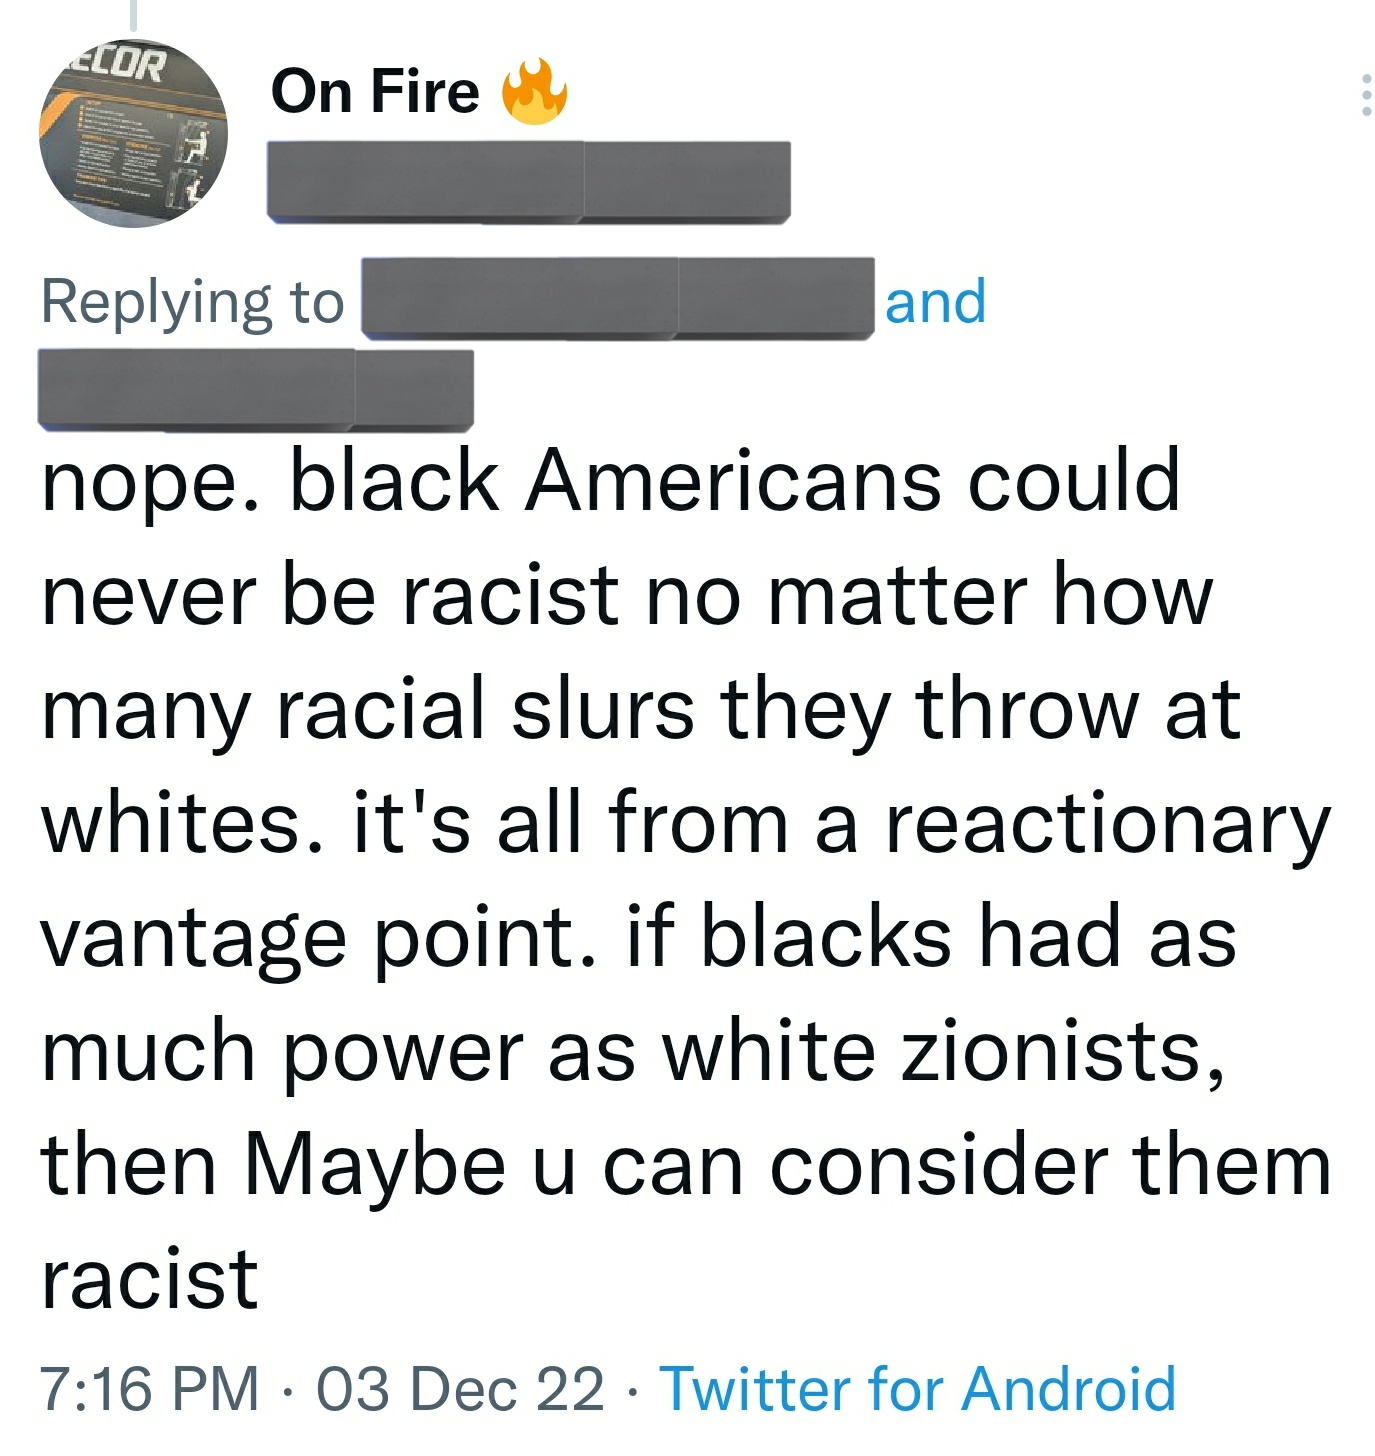 ECOR
On Fire 🔥
Replying to and
nope. black Americans could
never be racist no matter how
many racial slurs they throw at
whites. it's all from a reactionary
vantage point. if blacks had as
much power as white zionists,
then Maybe u can consider them
racist
7:16 PM · 03 Dec 22 · Twitter for Android